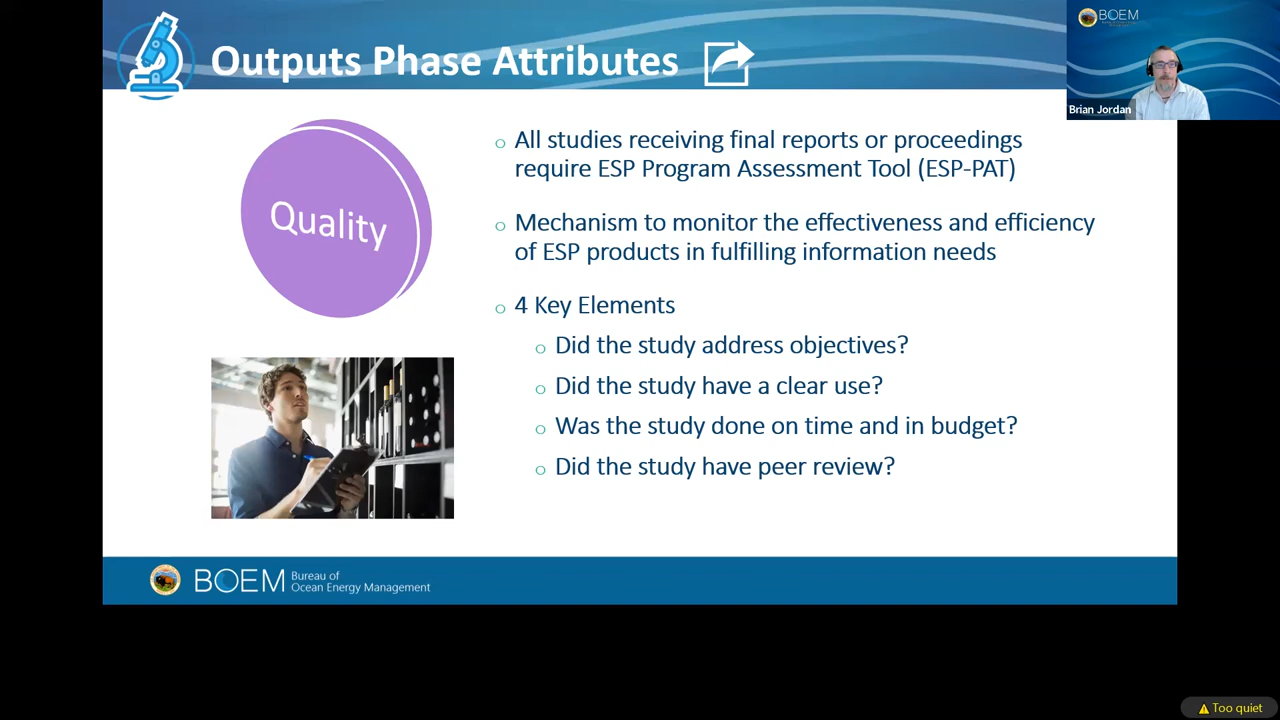 Outputs Phase Attributes
BOEM
Brian Jordan
Quality
All studies receiving final reports or proceedings
require ESP Program Assessment Tool (ESP-PAT)
Mechanism to monitor the effectiveness and efficiency
of ESP products in fulfilling information needs
4 Key Elements
Did the study address objectives?
Did the study have a clear use?
Was the study done on time and in budget?
Did the study have peer review?
BOEM
Bureau of
Ocean Energy Management
Too quiet